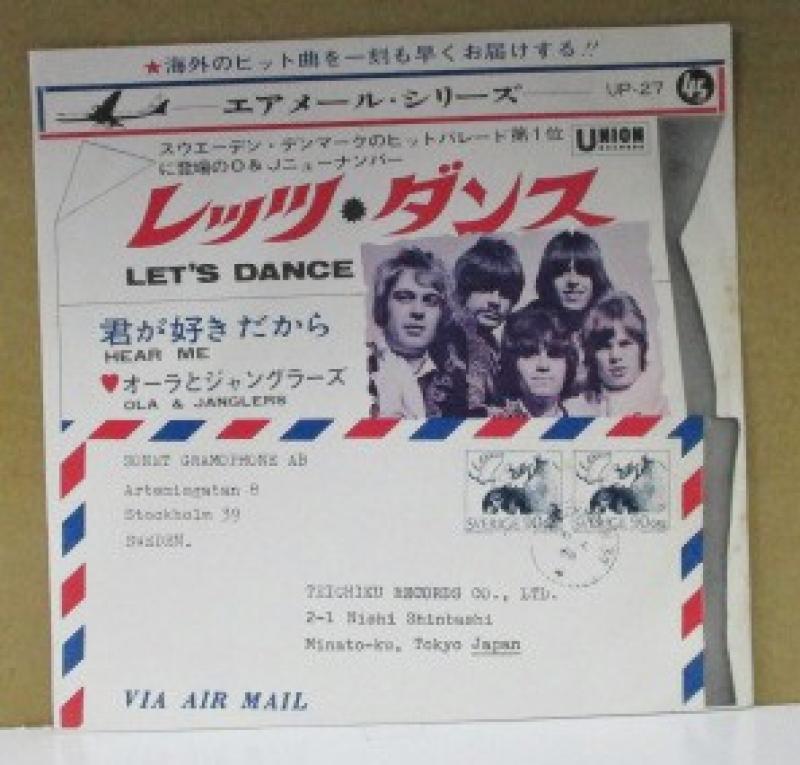 ★海外のヒット曲を一刻も早くお届けする!!
エアメール・シリーズ UP-27
スウエーデン・デンマークのヒットパレード第1位
に登場のO&Jニューナンバー
UNION
RECORDS
レッツ・ダンス
LET'S DANCE
君が好きだから
HEAR ME
♥オーラとジャングラーズ
OLA & JANGLERS
SONET GRAMOPHONE AB
Artemisgatan 8
Stockholm 39
SWEDEN.
SVERIGE 90
SVERIGE 90
TEICHIKU RECORDS CO., LTD.
2-1 Nishi Shinbashi
Minato-ku, Tokyo Japan
VIA AIR MAIL